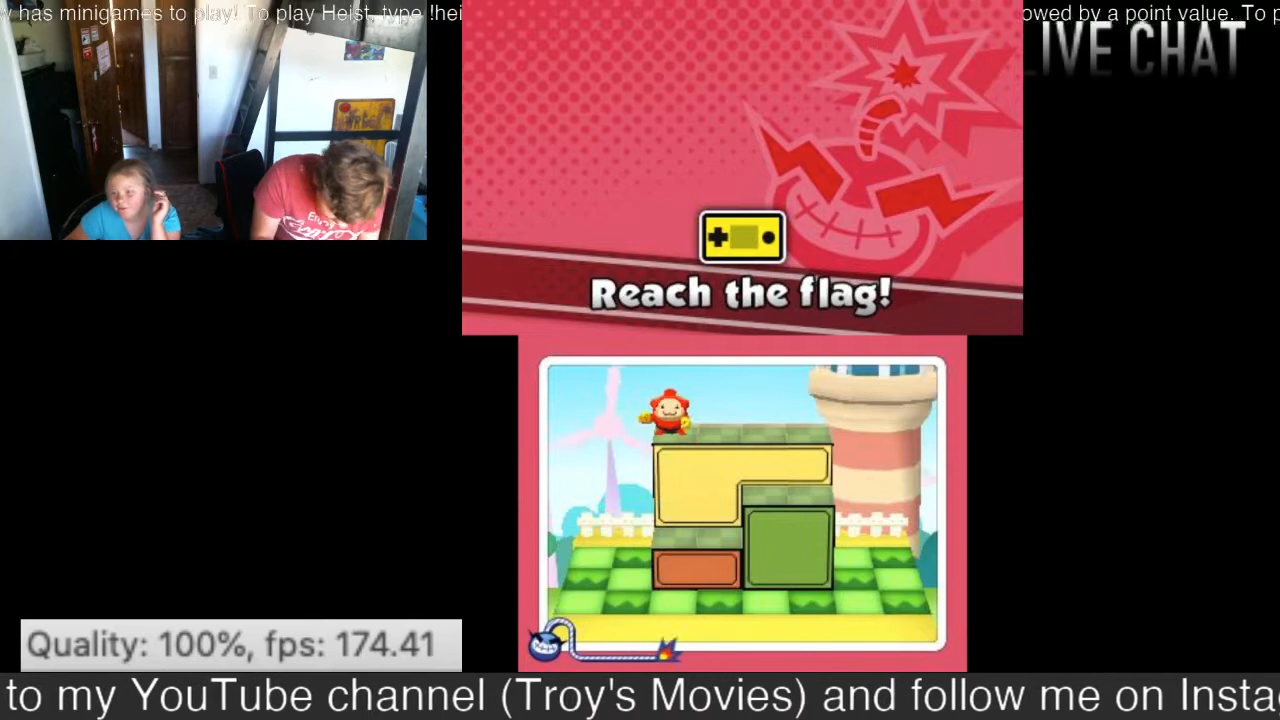 w has minigames to play! To play Heist, type !hei
owed by a point value. To p
LIVE CHAT
Reach the flag!
Quality: 100%, fps: 174.41
to my YouTube channel (Troy's Movies) and follow me on Insta